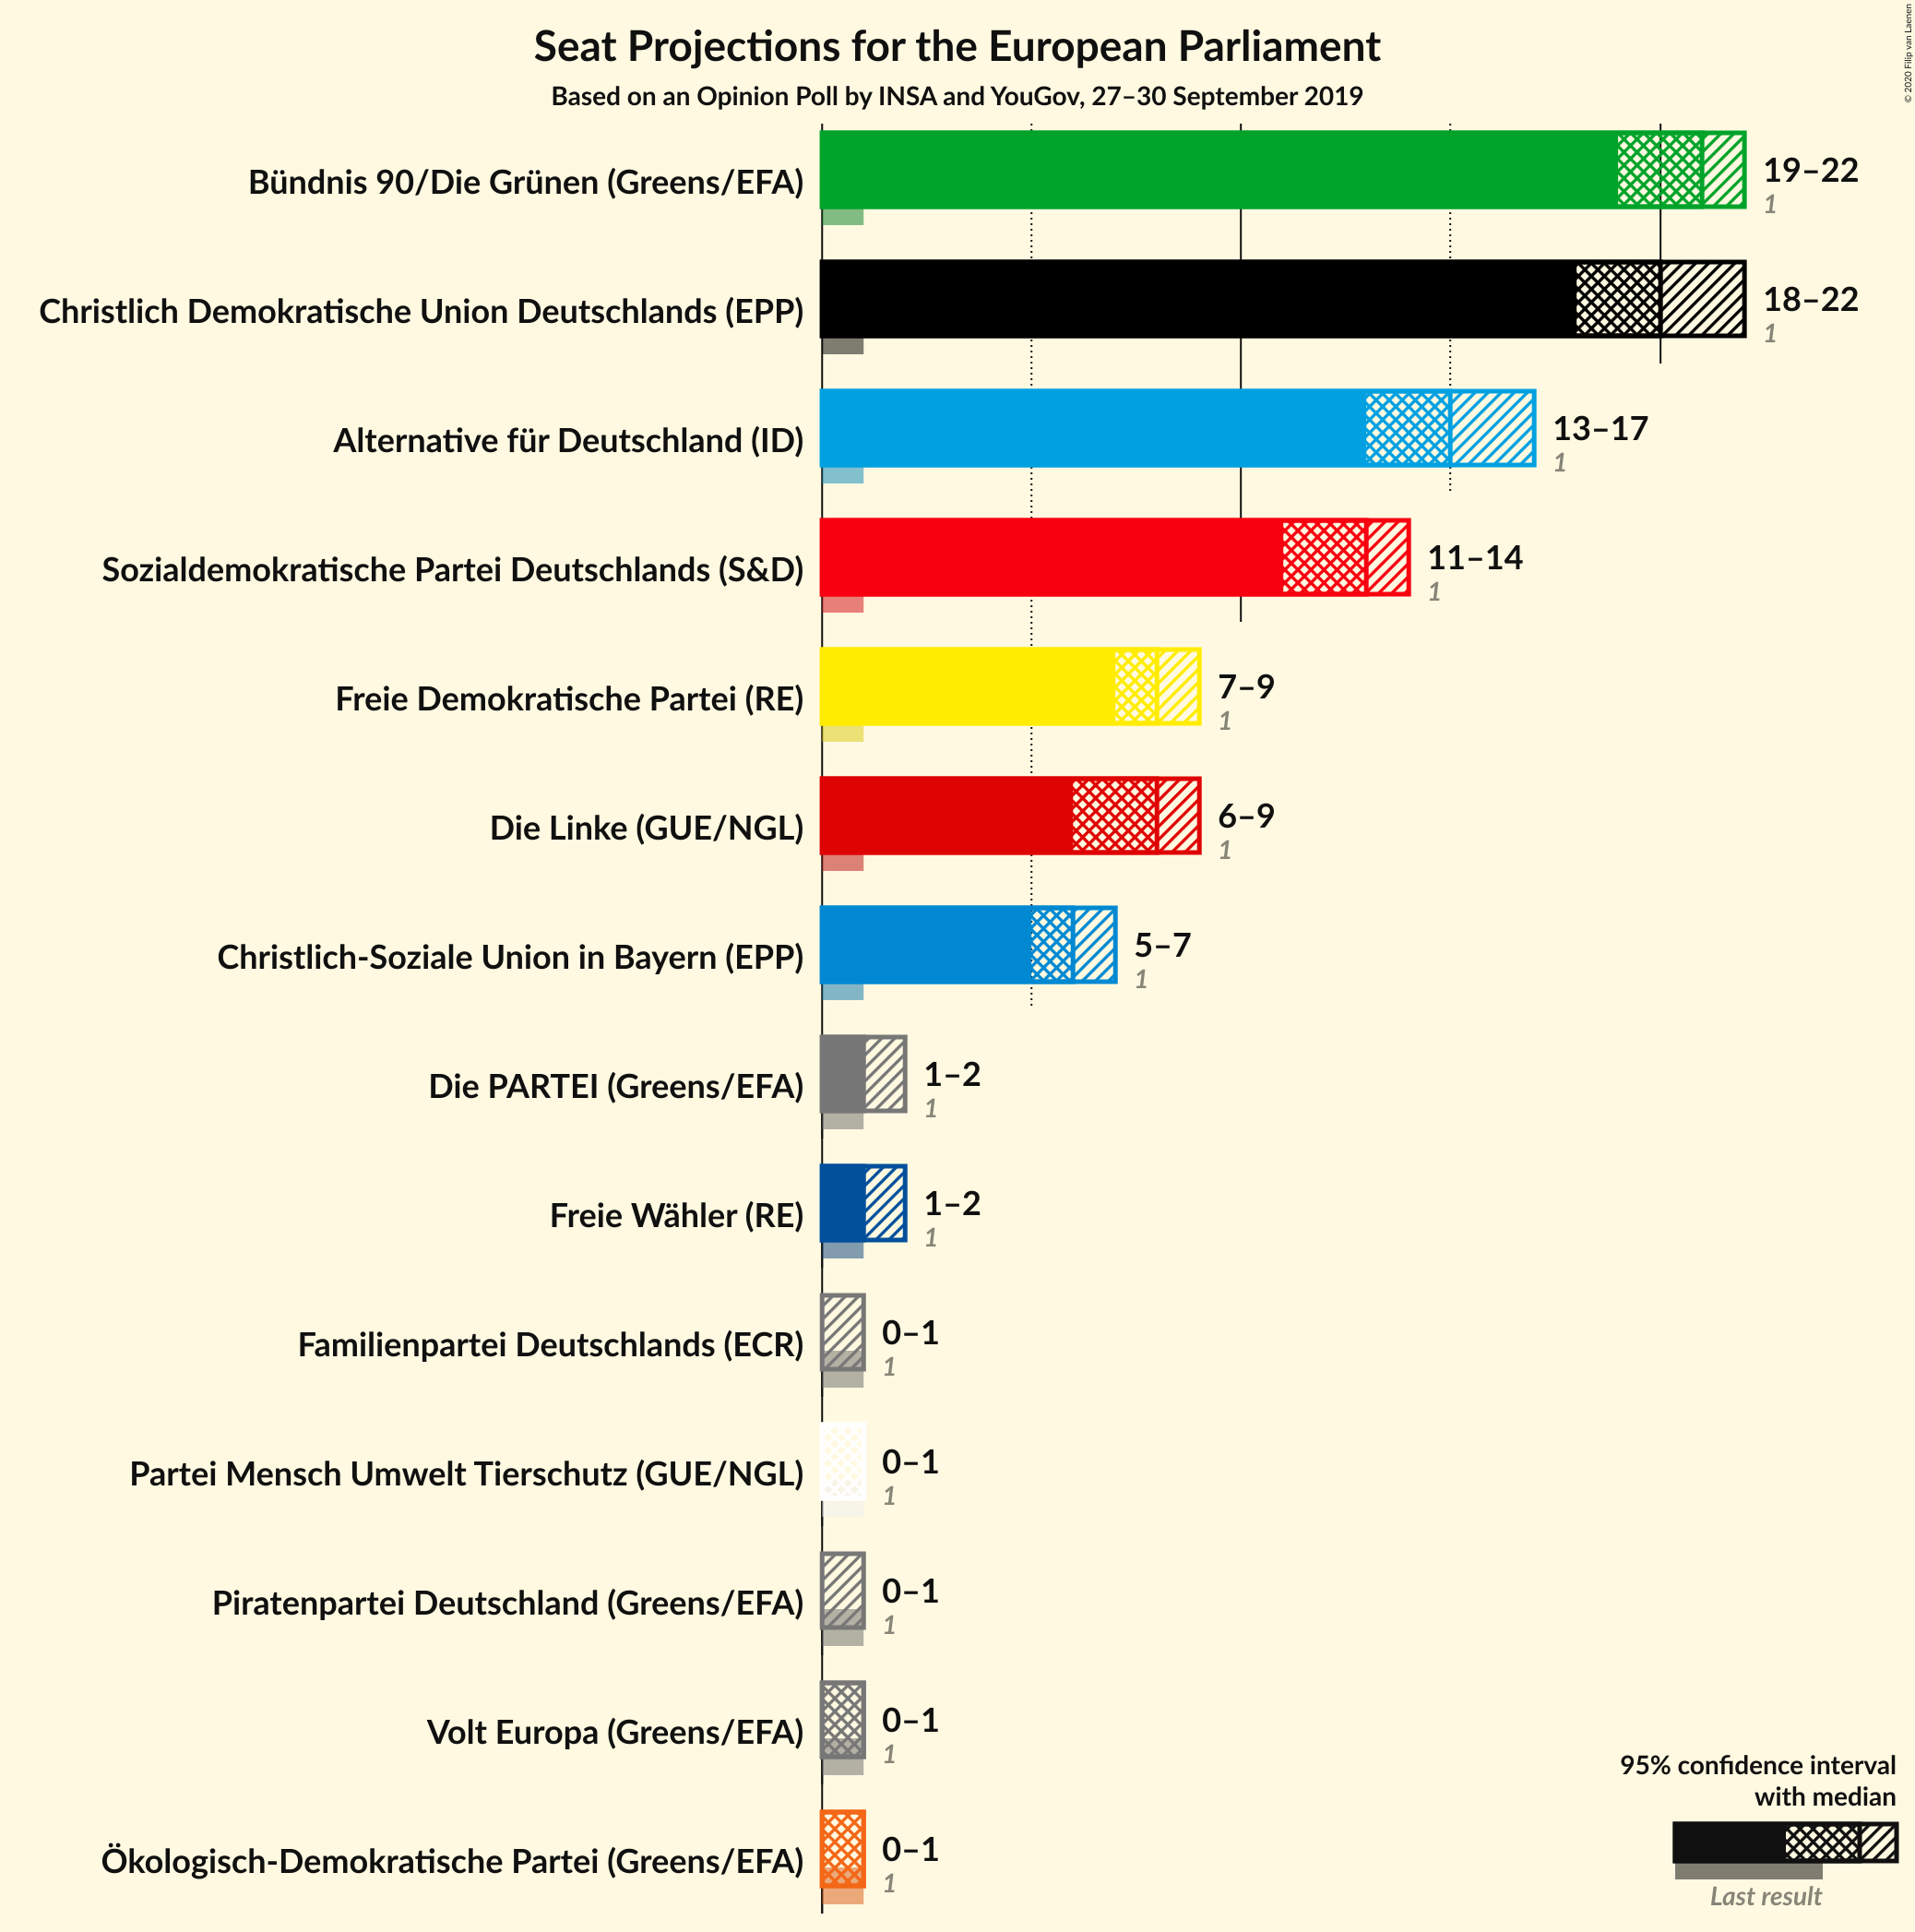 Seat Projections for the European Parliament
Based on an Opinion Poll by INSA and YouGov, 27–30 September 2019
© 2020 Filip van Laenen
Bündnis 90/Die Grünen (Greens/EFA)
19–22
1
Christlich Demokratische Union Deutschlands (EPP)
18–22
1
Alternative für Deutschland (ID)
13–17
1
Sozialdemokratische Partei Deutschlands (S&D)
11–14
1
Freie Demokratische Partei (RE)
7–9
1
Die Linke (GUE/NGL)
6–9
1
Christlich-Soziale Union in Bayern (EPP)
5–7
1
Die PARTEI (Greens/EFA)
1–2
1
Freie Wähler (RE)
1–2
1
Familienpartei Deutschlands (ECR)
0–1
1
Partei Mensch Umwelt Tierschutz (GUE/NGL)
0–1
1
Piratenpartei Deutschland (Greens/EFA)
0–1
1
Volt Europa (Greens/EFA)
0–1
1
Ökologisch-Demokratische Partei (Greens/EFA)
0–1
1
95% confidence interval
with median
Last result